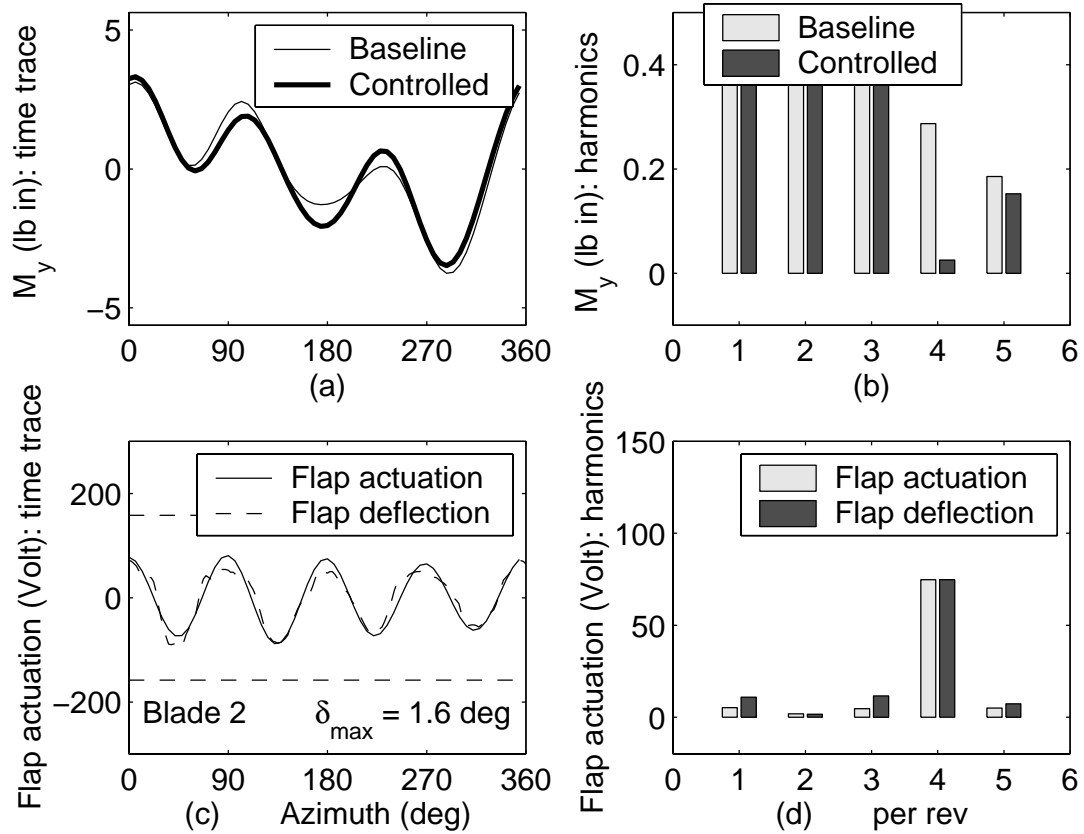 M_y (lb in): time trace
5
0
−5
Baseline
Controlled
0
90
180
270
360
(a)
M_y (lb in): harmonics
0.4
0.2
0
Baseline
Controlled
0
1
2
3
4
5
6
(b)
Flap actuation (Volt): time trace
200
0
−200
Flap actuation
Flap deflection
Blade 2
δ_max = 1.6 deg
0
90
180
270
360
(c)
Azimuth (deg)
Flap actuation (Volt): harmonics
150
100
50
0
Flap actuation
Flap deflection
0
1
2
3
4
5
6
(d)
per rev